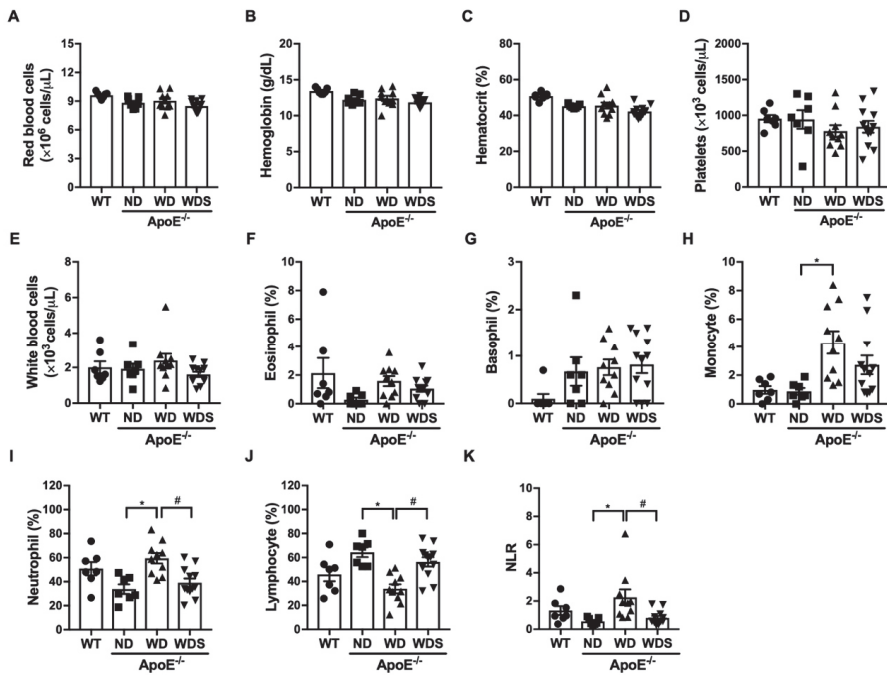 A
Red blood cells
(×10⁶ cells/µL)
15
12
9
6
3
0
WT ND WD WDS
ApoE⁻/⁻
B
Hemoglobin (g/dL)
20
15
10
5
0
WT ND WD WDS
ApoE⁻/⁻
C
Hematocrit (%)
80
60
40
20
0
WT ND WD WDS
ApoE⁻/⁻
D
Platelets (×10³ cells/µL)
2000
1500
1000
500
0
WT ND WD WDS
ApoE⁻/⁻
E
White blood cells
(×10³cells/µL)
8
6
4
2
0
WT ND WD WDS
ApoE⁻/⁻
F
Eosinophil (%)
10
8
6
4
2
0
WT ND WD WDS
ApoE⁻/⁻
G
Basophil (%)
3
2
1
0
WT ND WD WDS
ApoE⁻/⁻
H
Monocyte (%)
10
8
6
4
2
0
*
WT ND WD WDS
ApoE⁻/⁻
I
Neutrophil (%)
120
100
80
60
40
20
0
* #
WT ND WD WDS
ApoE⁻/⁻
J
Lymphocyte (%)
120
100
80
60
40
20
0
* #
WT ND WD WDS
ApoE⁻/⁻
K
NLR
10
8
6
4
2
0
* #
WT ND WD WDS
ApoE⁻/⁻